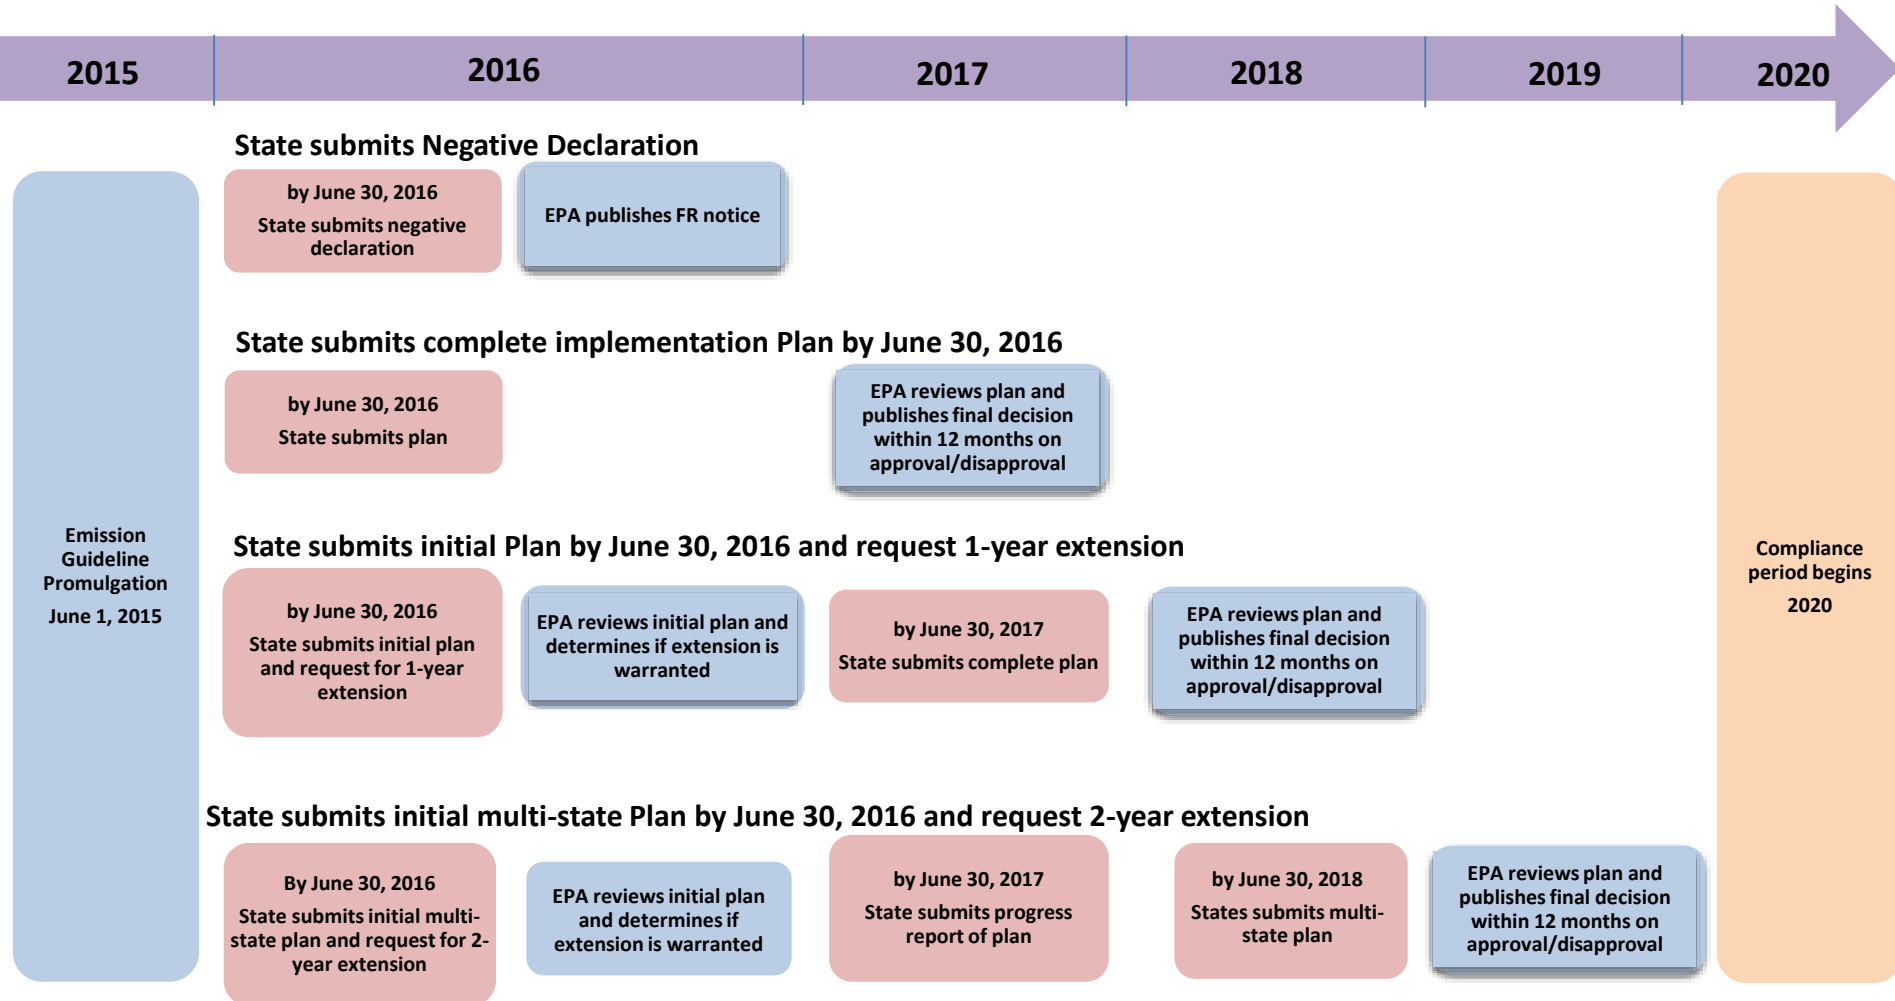 2015
2016
2017
2018
2019
2020
State submits Negative Declaration
by June 30, 2016
State submits negative
declaration
EPA publishes FR notice
State submits complete implementation Plan by June 30, 2016
by June 30, 2016
State submits plan
EPA reviews plan and
publishes final decision
within 12 months on
approval/disapproval
Emission
Guideline
Promulgation
June 1, 2015
State submits initial Plan by June 30, 2016 and request 1-year extension
by June 30, 2016
State submits initial plan
and request for 1-year
extension
EPA reviews initial plan and
determines if extension is
warranted
by June 30, 2017
State submits complete plan
EPA reviews plan and
publishes final decision
within 12 months on
approval/disapproval
Compliance
period begins
2020
State submits initial multi-state Plan by June 30, 2016 and request 2-year extension
By June 30, 2016
State submits initial multi-
state plan and request for 2-
year extension
EPA reviews initial plan
and determines if
extension is warranted
by June 30, 2017
State submits progress
report of plan
by June 30, 2018
States submits multi-
state plan
EPA reviews plan and
publishes final decision
within 12 months on
approval/disapproval